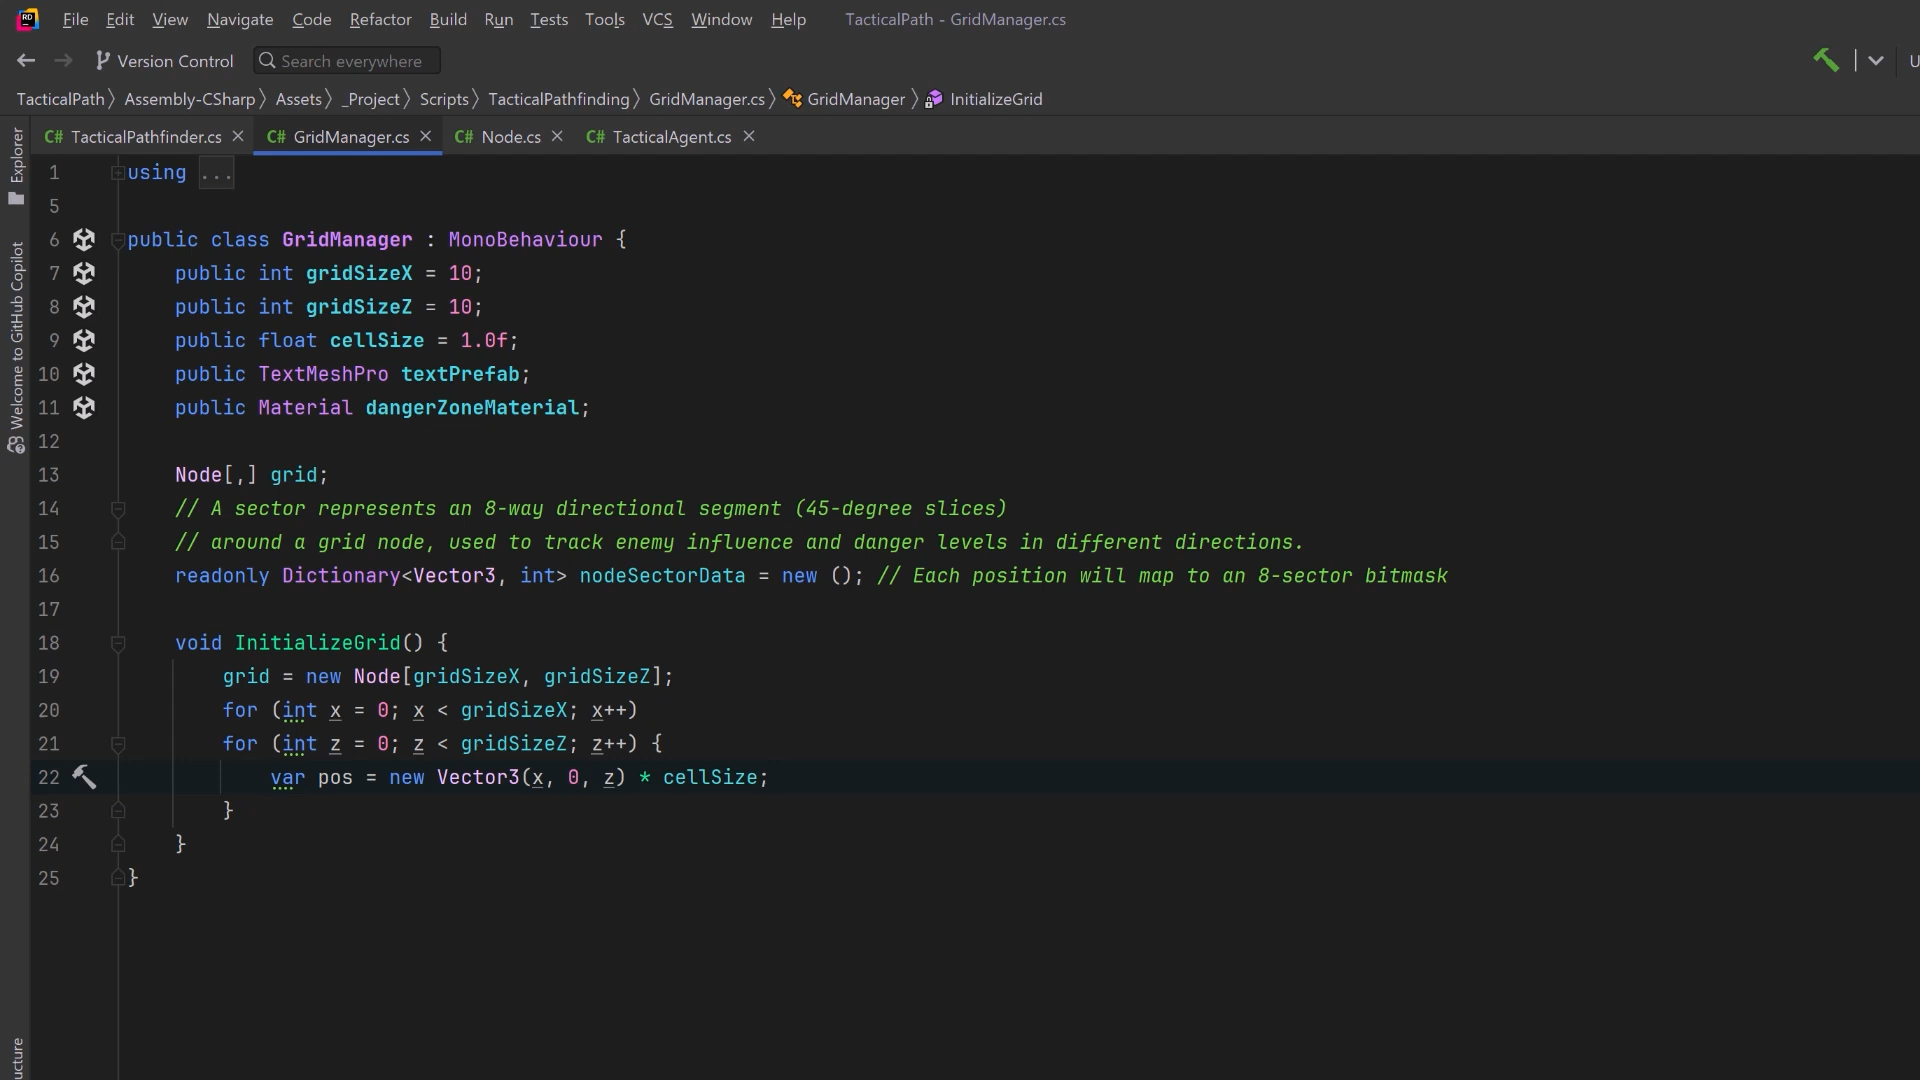 File Edit View Navigate Code Refactor Build Run Tests Tools VCS Window Help TacticalPath - GridManager.cs
Version Control Search everywhere
TacticalPath Assembly-CSharp Assets _Project Scripts TacticalPathfinding GridManager.cs GridManager InitializeGrid
C# TacticalPathfinder.cs C# GridManager.cs C# Node.cs C# TacticalAgent.cs
Explorer
Welcome to GitHub Copilot
1 using ...
5
6 public class GridManager : MonoBehaviour {
7 public int gridSizeX = 10;
8 public int gridSizeZ = 10;
9 public float cellSize = 1.0f;
10 public TextMeshPro textPrefab;
11 public Material dangerZoneMaterial;
12
13 Node[,] grid;
14 // A sector represents an 8-way directional segment (45-degree slices)
15 // around a grid node, used to track enemy influence and danger levels in different directions.
16 readonly Dictionary<Vector3, int> nodeSectorData = new (); // Each position will map to an 8-sector bitmask
17
18 void InitializeGrid() {
19 grid = new Node[gridSizeX, gridSizeZ];
20 for (int x = 0; x < gridSizeX; x++)
21 for (int z = 0; z < gridSizeZ; z++) {
22 var pos = new Vector3(x, 0, z) * cellSize;
23 }
24 }
25 }